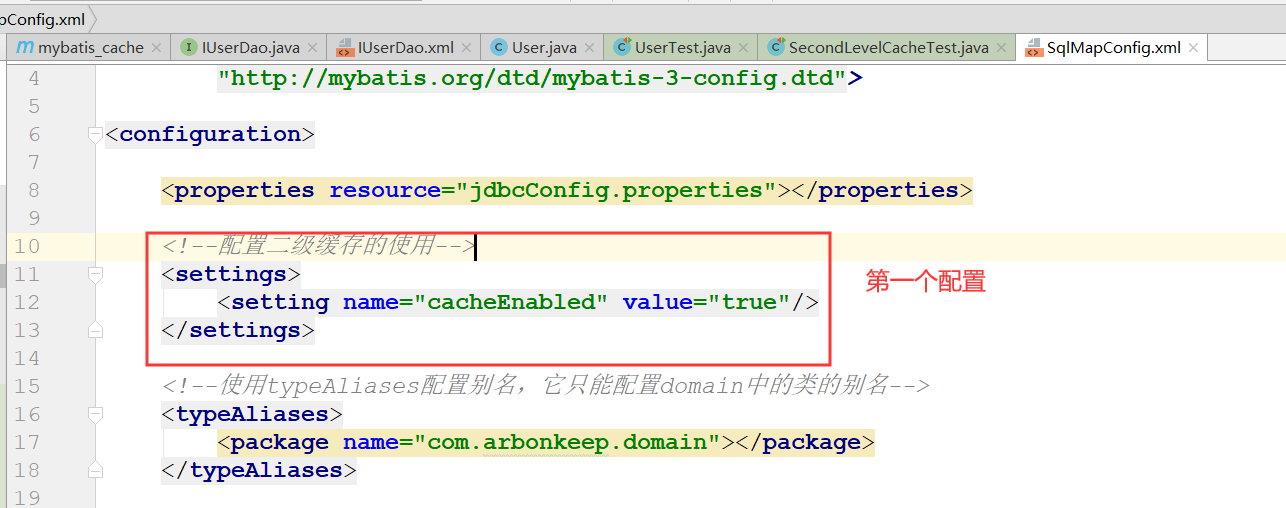 pConfig.xml
mybatis_cache
IUserDao.java
IUserDao.xml
User.java
UserTest.java
SecondLevelCacheTest.java
SqlMapConfig.xml
4 "http://mybatis.org/dtd/mybatis-3-config.dtd">
5
6 <configuration>
7
8 <properties resource="jdbcConfig.properties"></properties>
9
10 <!--配置二级缓存的使用-->
11 <settings>
12 <setting name="cacheEnabled" value="true"/>
13 </settings>
第一个配置
14
15 <!--使用typeAliases配置别名，它只能配置domain中的类的别名-->
16 <typeAliases>
17 <package name="com.arbonkeep.domain"></package>
18 </typeAliases>
19